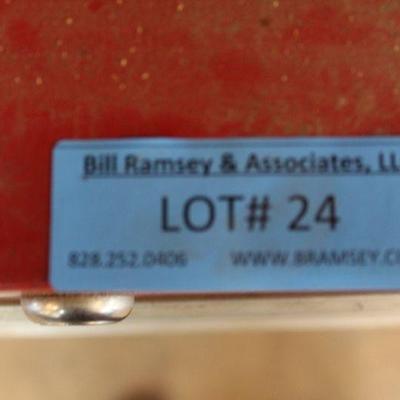 Bill Ramsey & Associates, LL
LOT# 24
828.252.0406 WWW.BRAMSEY.C